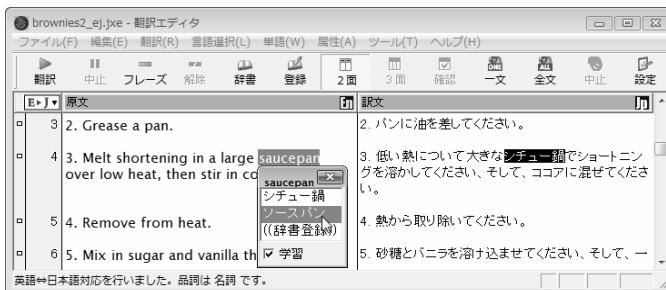 brownies2_ej.jxe - 翻訳エディタ
ファイル(F) 編集(E) 翻訳(R) 言語選択(L) 単語(W) 属性(A) ツール(T) ヘルプ(H)
翻訳 中止 フレーズ 解除 辞書 登録 2面 3面 確認 一文 全文 中止 設定
E▸J▾ 原文 訳文
3 2. Grease a pan. 2. パンに油を差してください。
4 3. Melt shortening in a large saucepan 3. 低い熱について大きなシチュー鍋でショートニン
over low heat, then stir in co グを溶かしてください、そして、ココアに混ぜてくださ
い。
saucepan
シチュー鍋
ソースパン
((辞書登録))
学習
5 4. Remove from heat. 4. 熱から取り除いてください。
6 5. Mix in sugar and vanilla th 5. 砂糖とバニラを溶け込ませてください、そして、一
英語⇔日本語対応を行いました。品詞は 名詞 です。